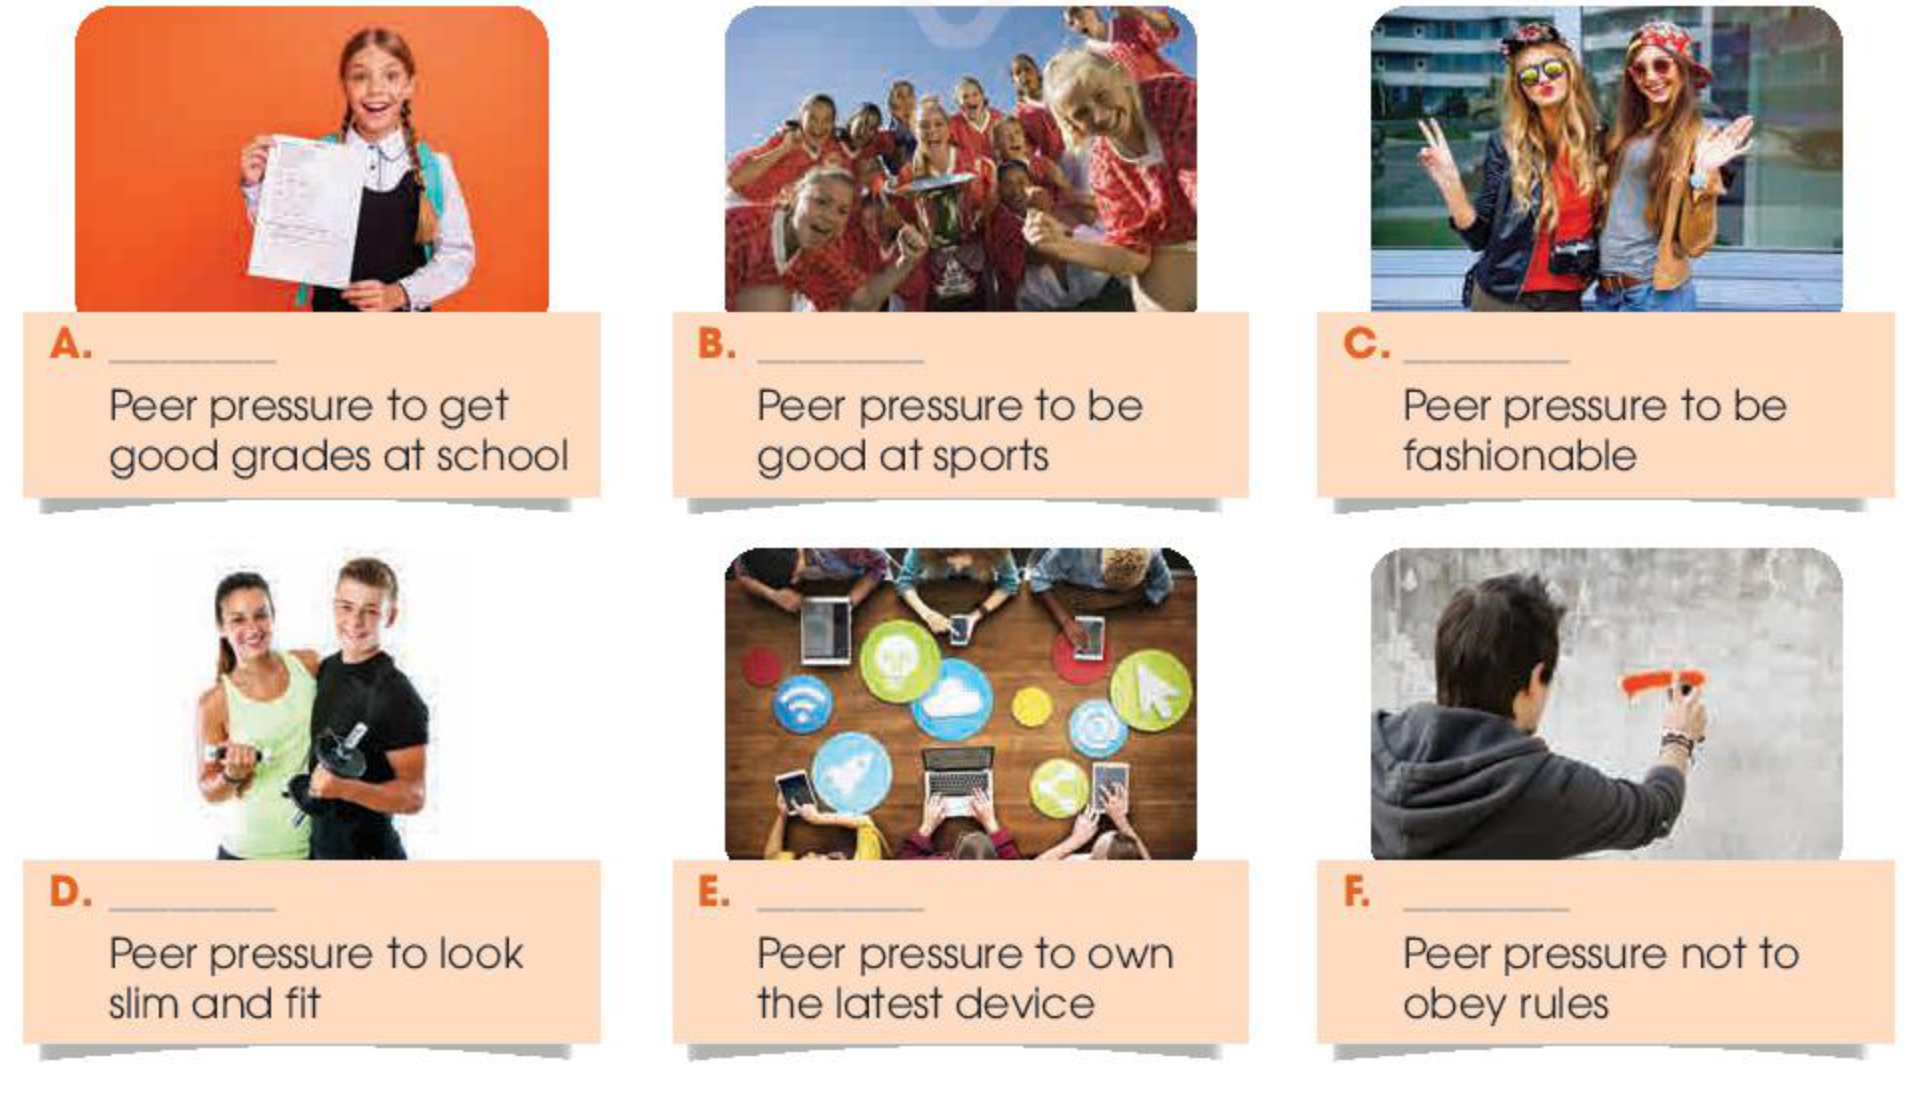 A. ________
Peer pressure to get
good grades at school
B. ________
Peer pressure to be
good at sports
C. ________
Peer pressure to be
fashionable
D. ________
Peer pressure to look
slim and fit
E. ________
Peer pressure to own
the latest device
F. ________
Peer pressure not to
obey rules